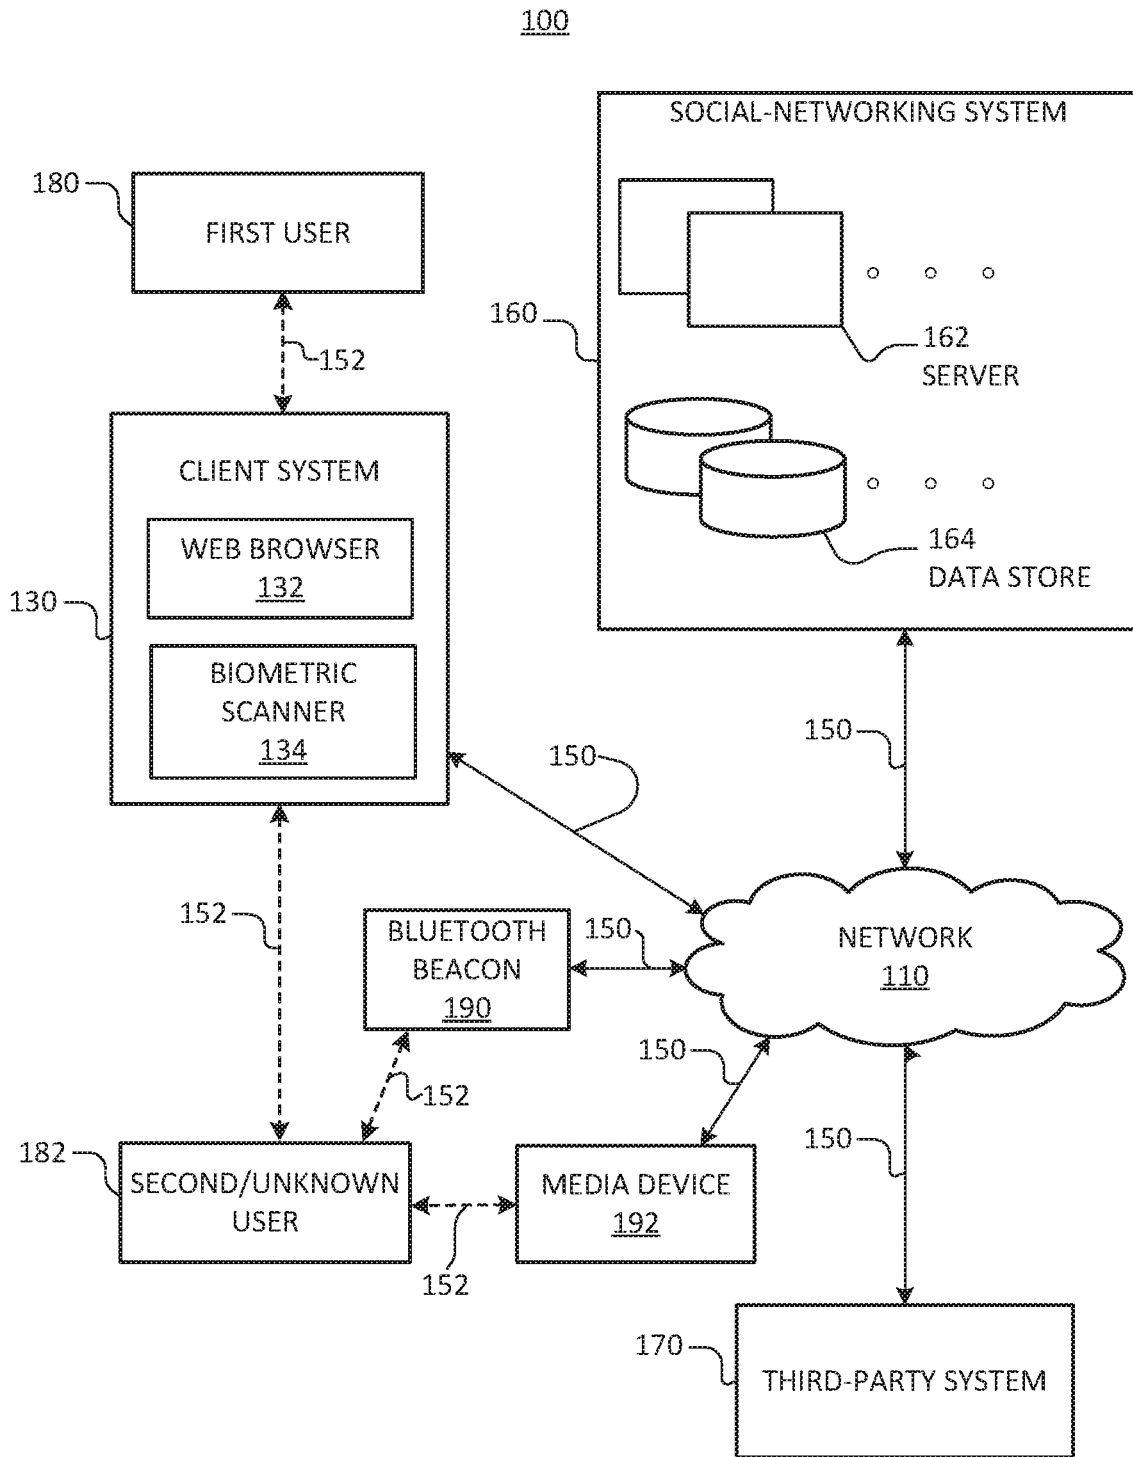 100
SOCIAL-NETWORKING SYSTEM
180
FIRST USER
160
162
SERVER
152
CLIENT SYSTEM
164
DATA STORE
WEB BROWSER
132
130
BIOMETRIC
SCANNER
134
150
150
152
BLUETOOTH
BEACON
190
150
NETWORK
110
150
152
150
182
SECOND/UNKNOWN
USER
MEDIA DEVICE
192
152
170
THIRD-PARTY SYSTEM